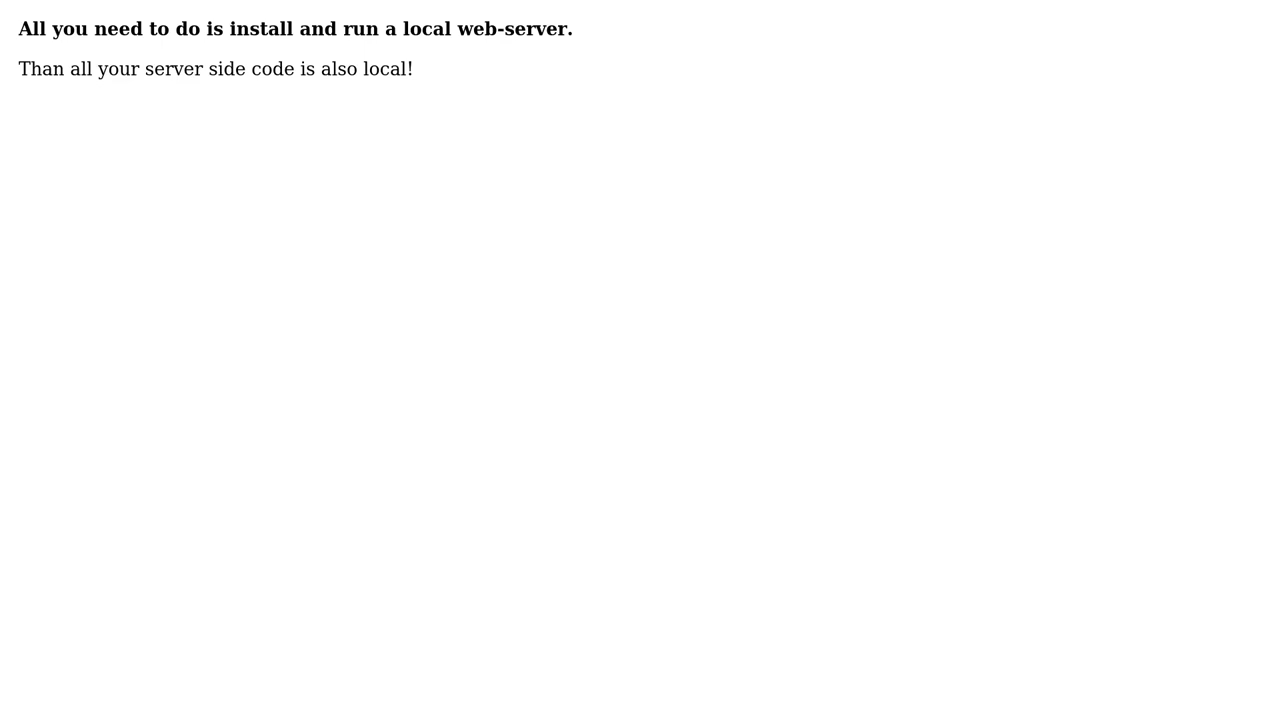 All you need to do is install and run a local web-server.
Than all your server side code is also local!